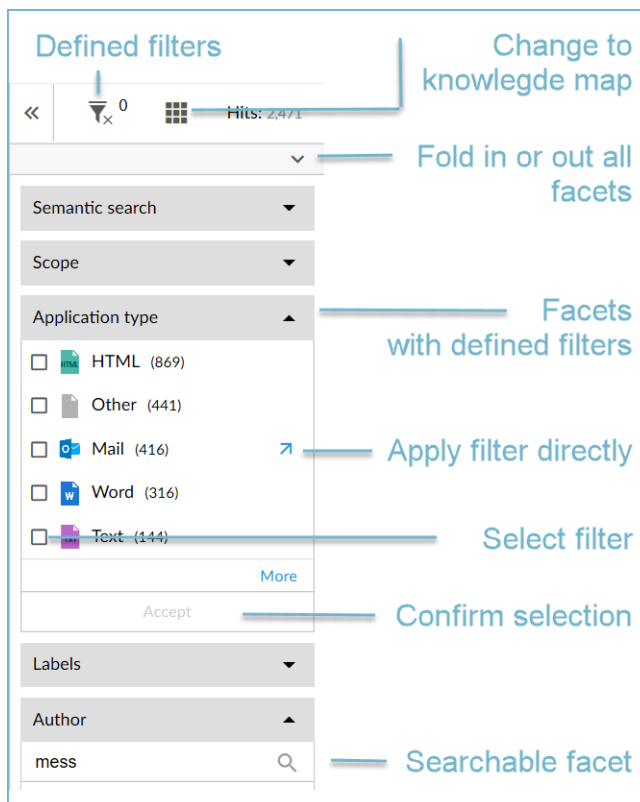 Defined filters
Change to
knowlegde map
0
Hits: 2,471
Fold in or out all
facets
Semantic search
Scope
Application type
Facets
with defined filters
HTML
HTML (869)
Other (441)
Mail (416)
Apply filter directly
W
Word (316)
Text (144)
Select filter
More
Accept
Confirm selection
Labels
Author
mess
Searchable facet